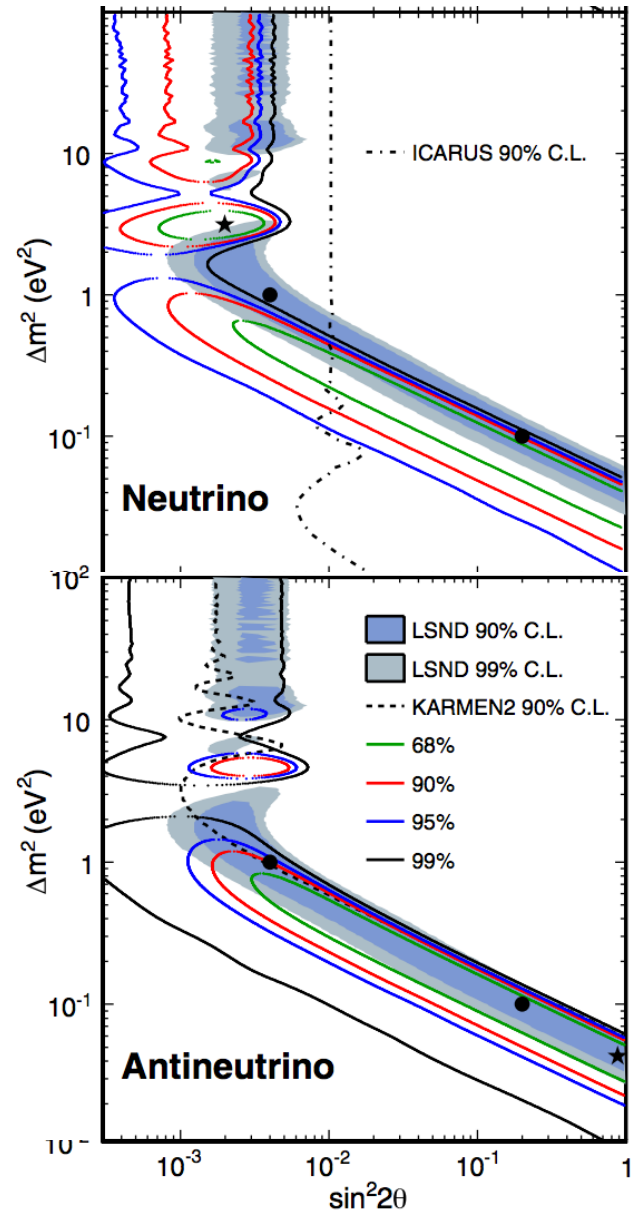 10
1
10⁻¹
Δm² (eV²)
ICARUS 90% C.L.
Neutrino
10²
10
1
10⁻¹
Δm² (eV²)
LSND 90% C.L.
LSND 99% C.L.
KARMEN2 90% C.L.
68%
90%
95%
99%
Antineutrino
10⁻³
10⁻²
10⁻¹
1
sin²2θ